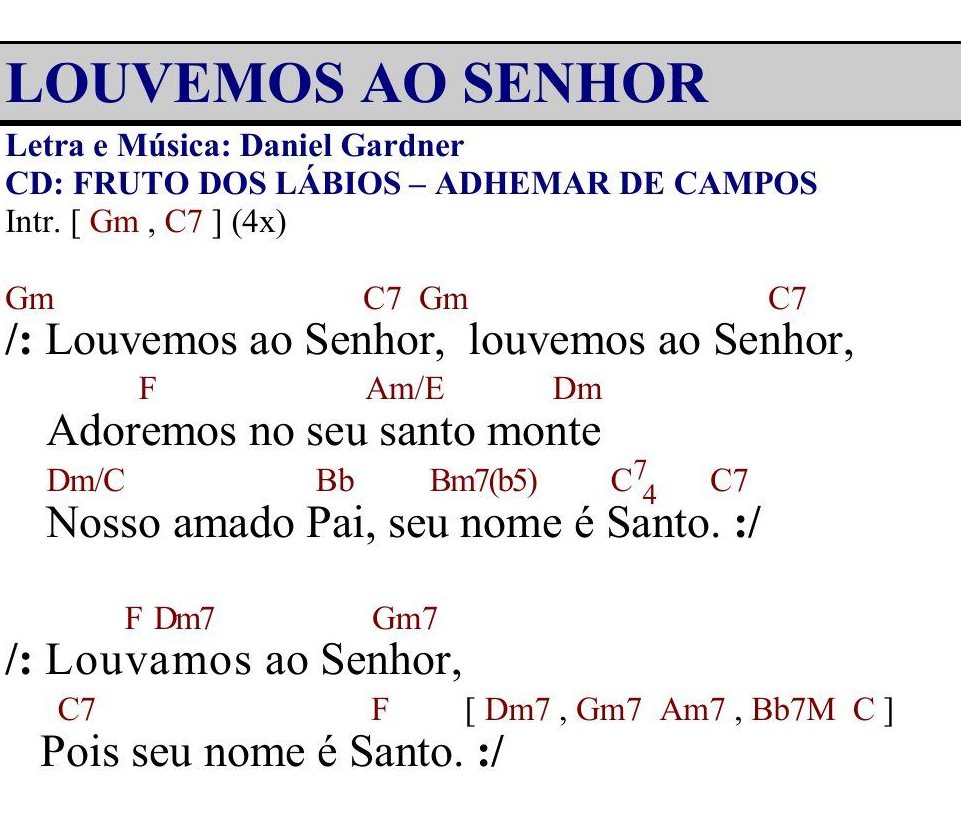 LOUVEMOS AO SENHOR
Letra e Música: Daniel Gardner
CD: FRUTO DOS LÁBIOS – ADHEMAR DE CAMPOS
Intr. [ Gm , C7 ] (4x)
Gm C7 Gm C7
/: Louvemos ao Senhor, louvemos ao Senhor,
F Am/E Dm
Adoremos no seu santo monte
Dm/C Bb Bm7(b5) C7 4 C7
Nosso amado Pai, seu nome é Santo. :/
F Dm7 Gm7
/: Louvamos ao Senhor,
C7 F [ Dm7 , Gm7 Am7 , Bb7M C ]
Pois seu nome é Santo. :/